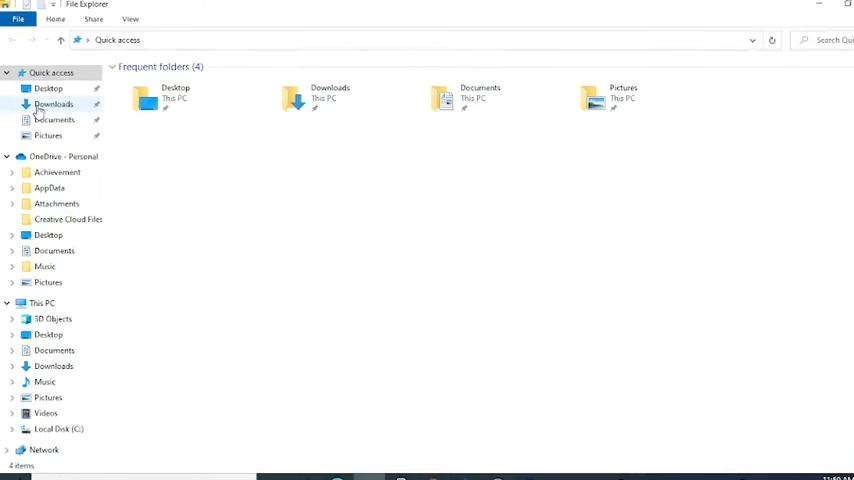 File Explorer
File Home Share View
Quick access
Search Quic
Quick access
Desktop
Downloads
Documents
Pictures
OneDrive - Personal
Achievement
AppData
Attachments
Creative Cloud Files
Desktop
Documents
Music
Pictures
This PC
3D Objects
Desktop
Documents
Downloads
Music
Pictures
Videos
Local Disk (C:)
Network
4 items
Frequent folders (4)
Desktop
This PC
Downloads
This PC
Documents
This PC
Pictures
This PC